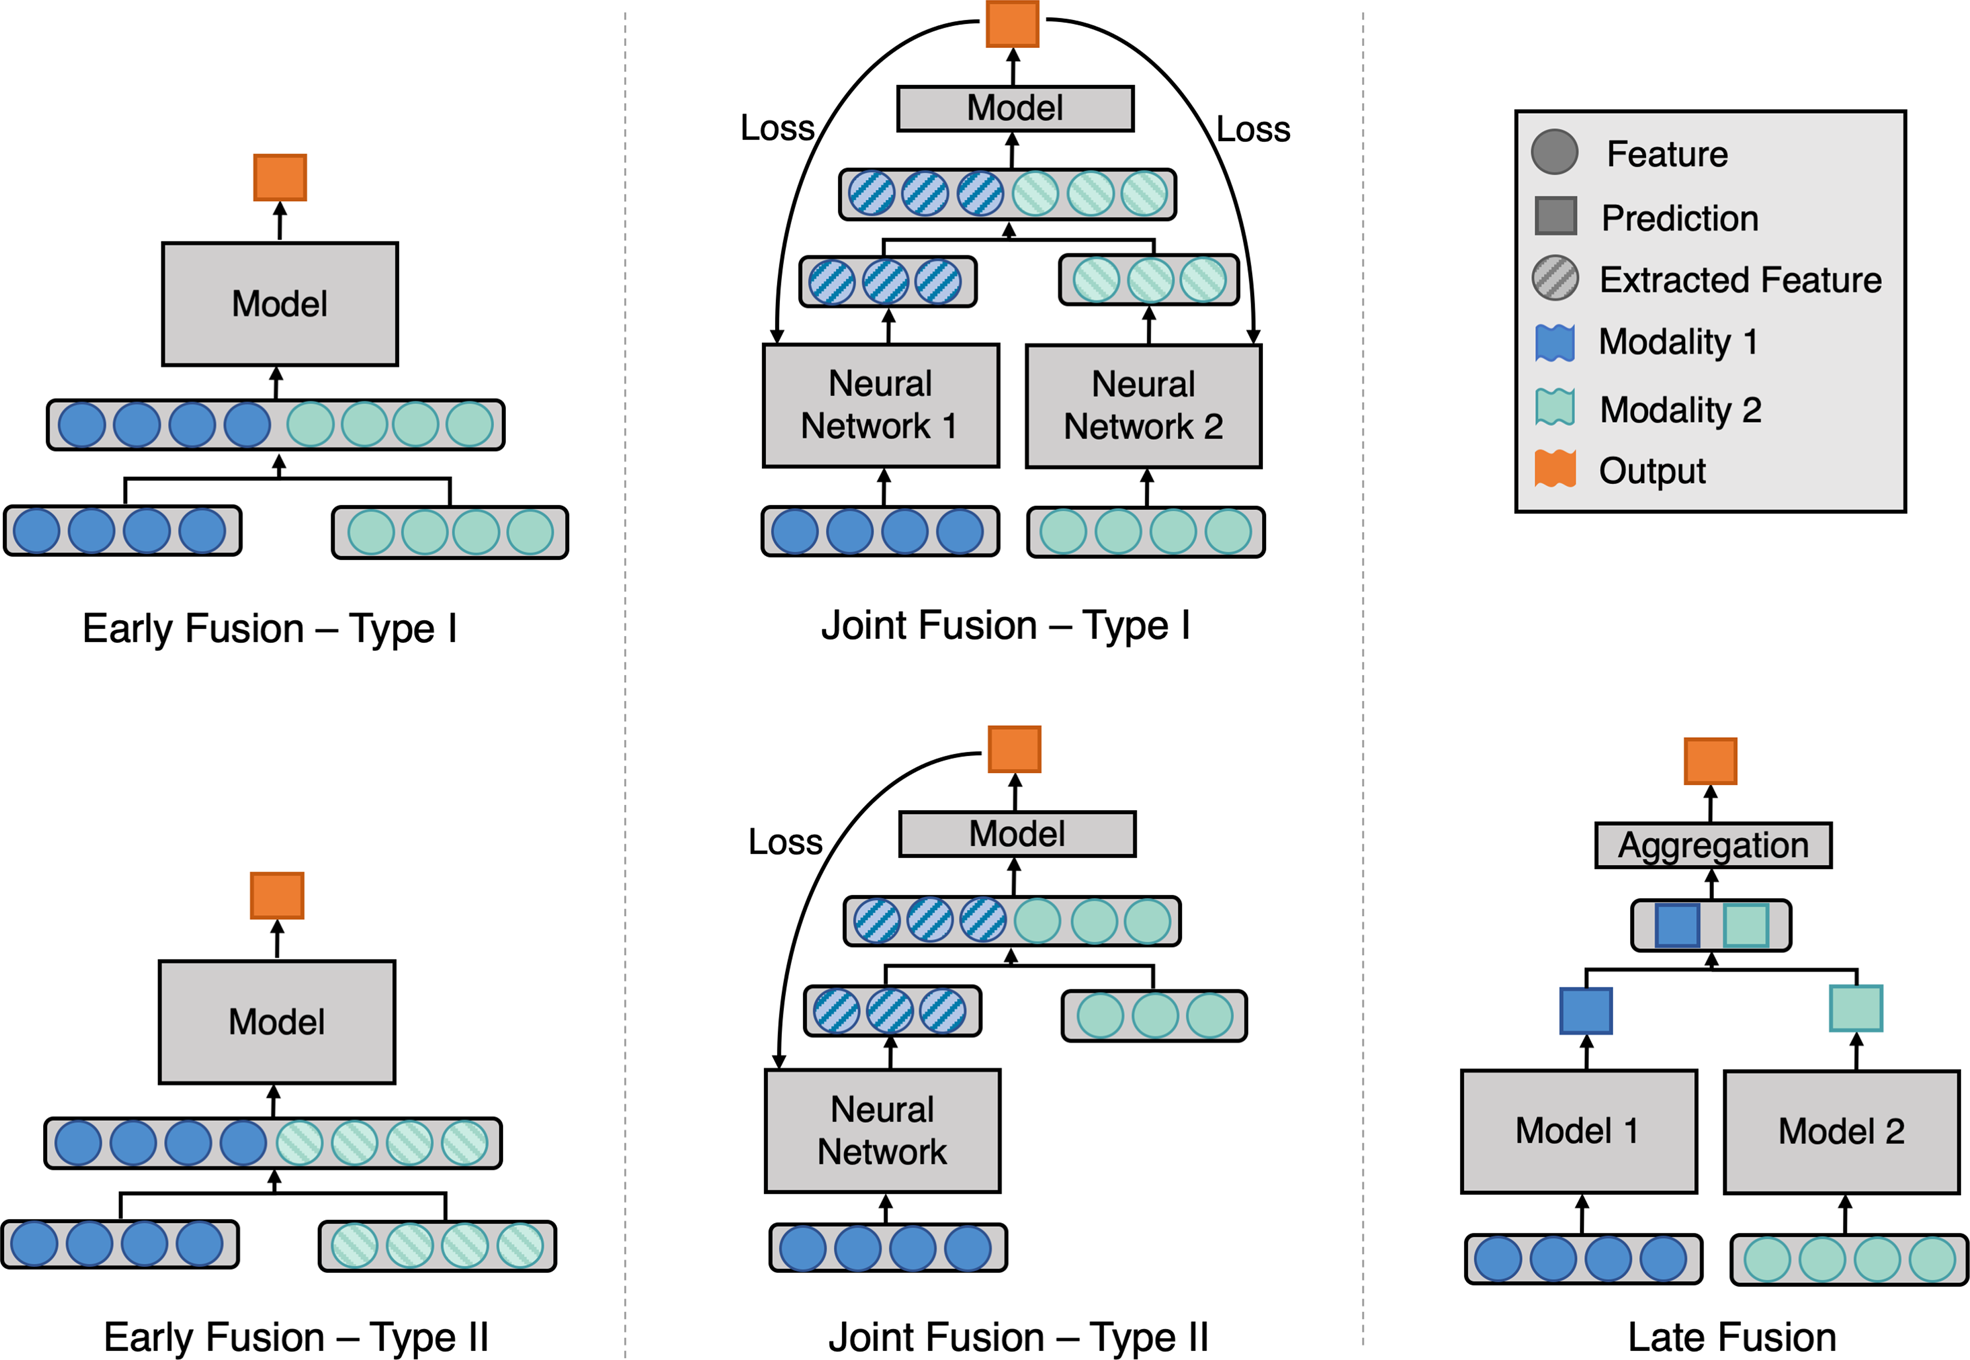 Model
Early Fusion – Type I
Loss
Loss
Model
Neural
Network 1
Neural
Network 2
Joint Fusion – Type I
Feature
Prediction
Extracted Feature
Modality 1
Modality 2
Output
Model
Early Fusion – Type II
Loss
Model
Neural
Network
Joint Fusion – Type II
Aggregation
Model 1
Model 2
Late Fusion